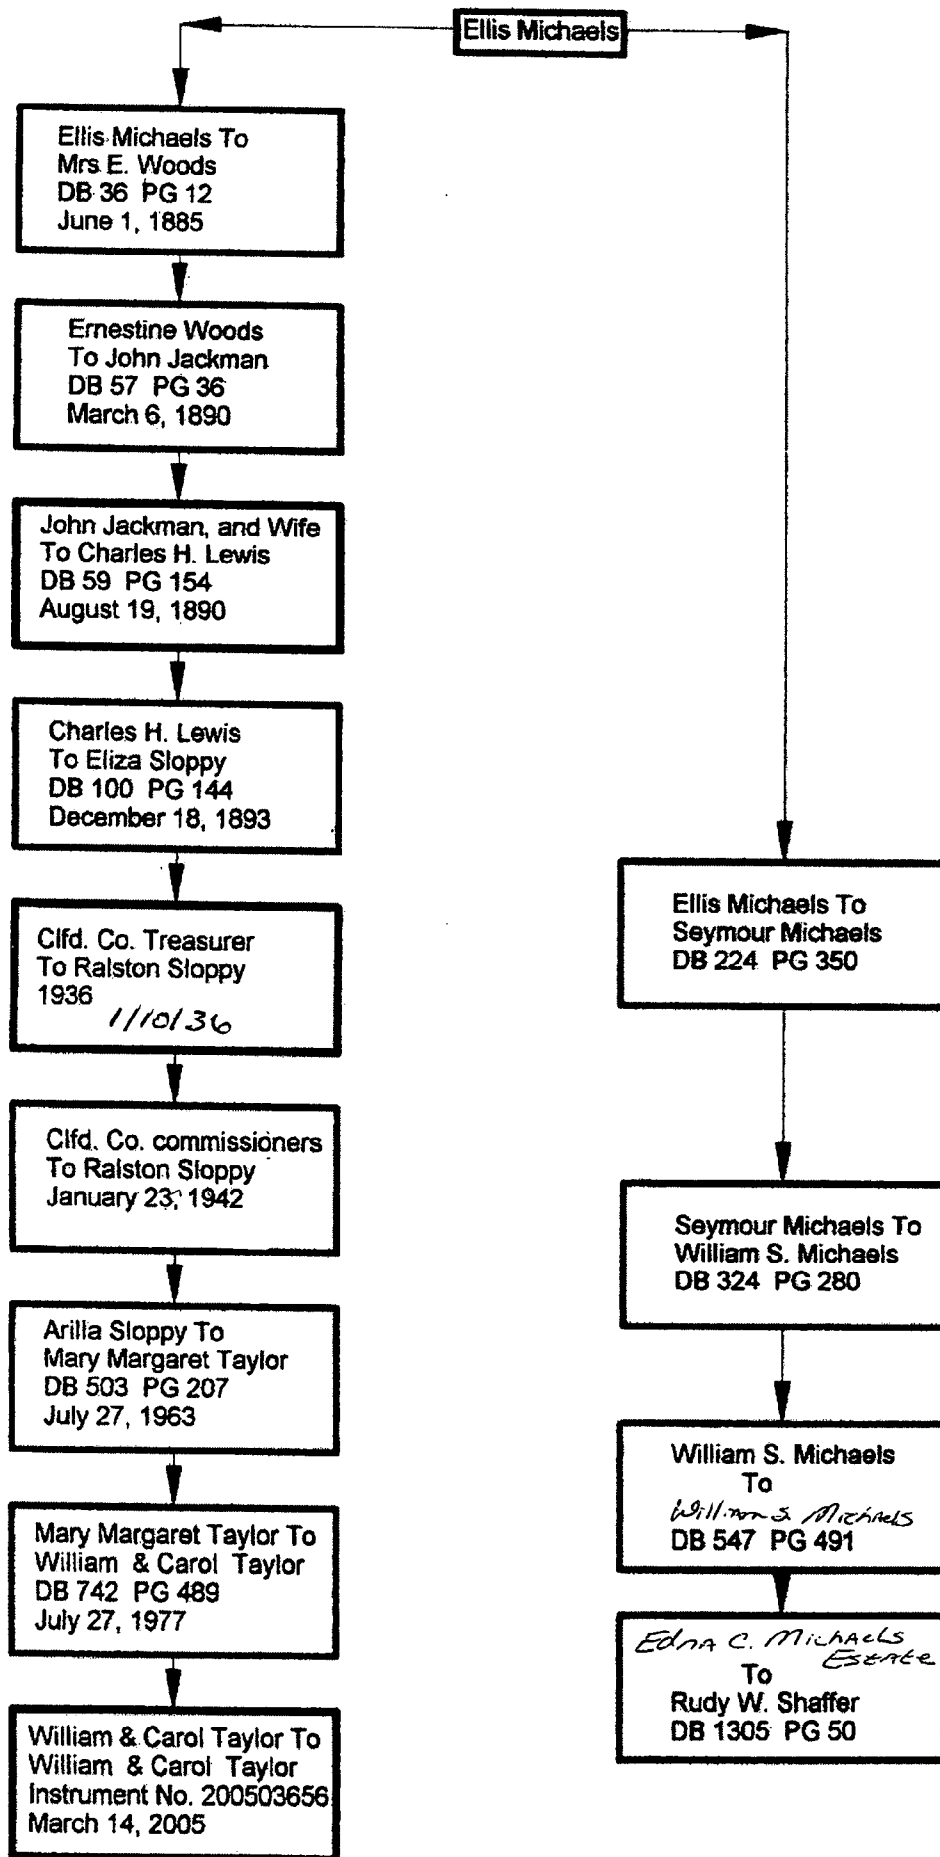 Ellis Michaels
Ellis Michaels To
Mrs E. Woods
DB 36 PG 12
June 1, 1885
Ernestine Woods
To John Jackman
DB 57 PG 36
March 6, 1890
John Jackman, and Wife
To Charles H. Lewis
DB 59 PG 154
August 19, 1890
Charles H. Lewis
To Eliza Sloppy
DB 100 PG 144
December 18, 1893
Clfd. Co. Treasurer
To Ralston Sloppy
1936
1/10/36
Clfd. Co. commissioners
To Ralston Sloppy
January 23, 1942
Arilla Sloppy To
Mary Margaret Taylor
DB 503 PG 207
July 27, 1963
Mary Margaret Taylor To
William & Carol Taylor
DB 742 PG 489
July 27, 1977
William & Carol Taylor To
William & Carol Taylor
Instrument No. 200503656
March 14, 2005
Ellis Michaels To
Seymour Michaels
DB 224 PG 350
Seymour Michaels To
William S. Michaels
DB 324 PG 280
William S. Michaels
To
William S. Michaels
DB 547 PG 491
Edna C. Michaels
Estate
To
Rudy W. Shaffer
DB 1305 PG 50